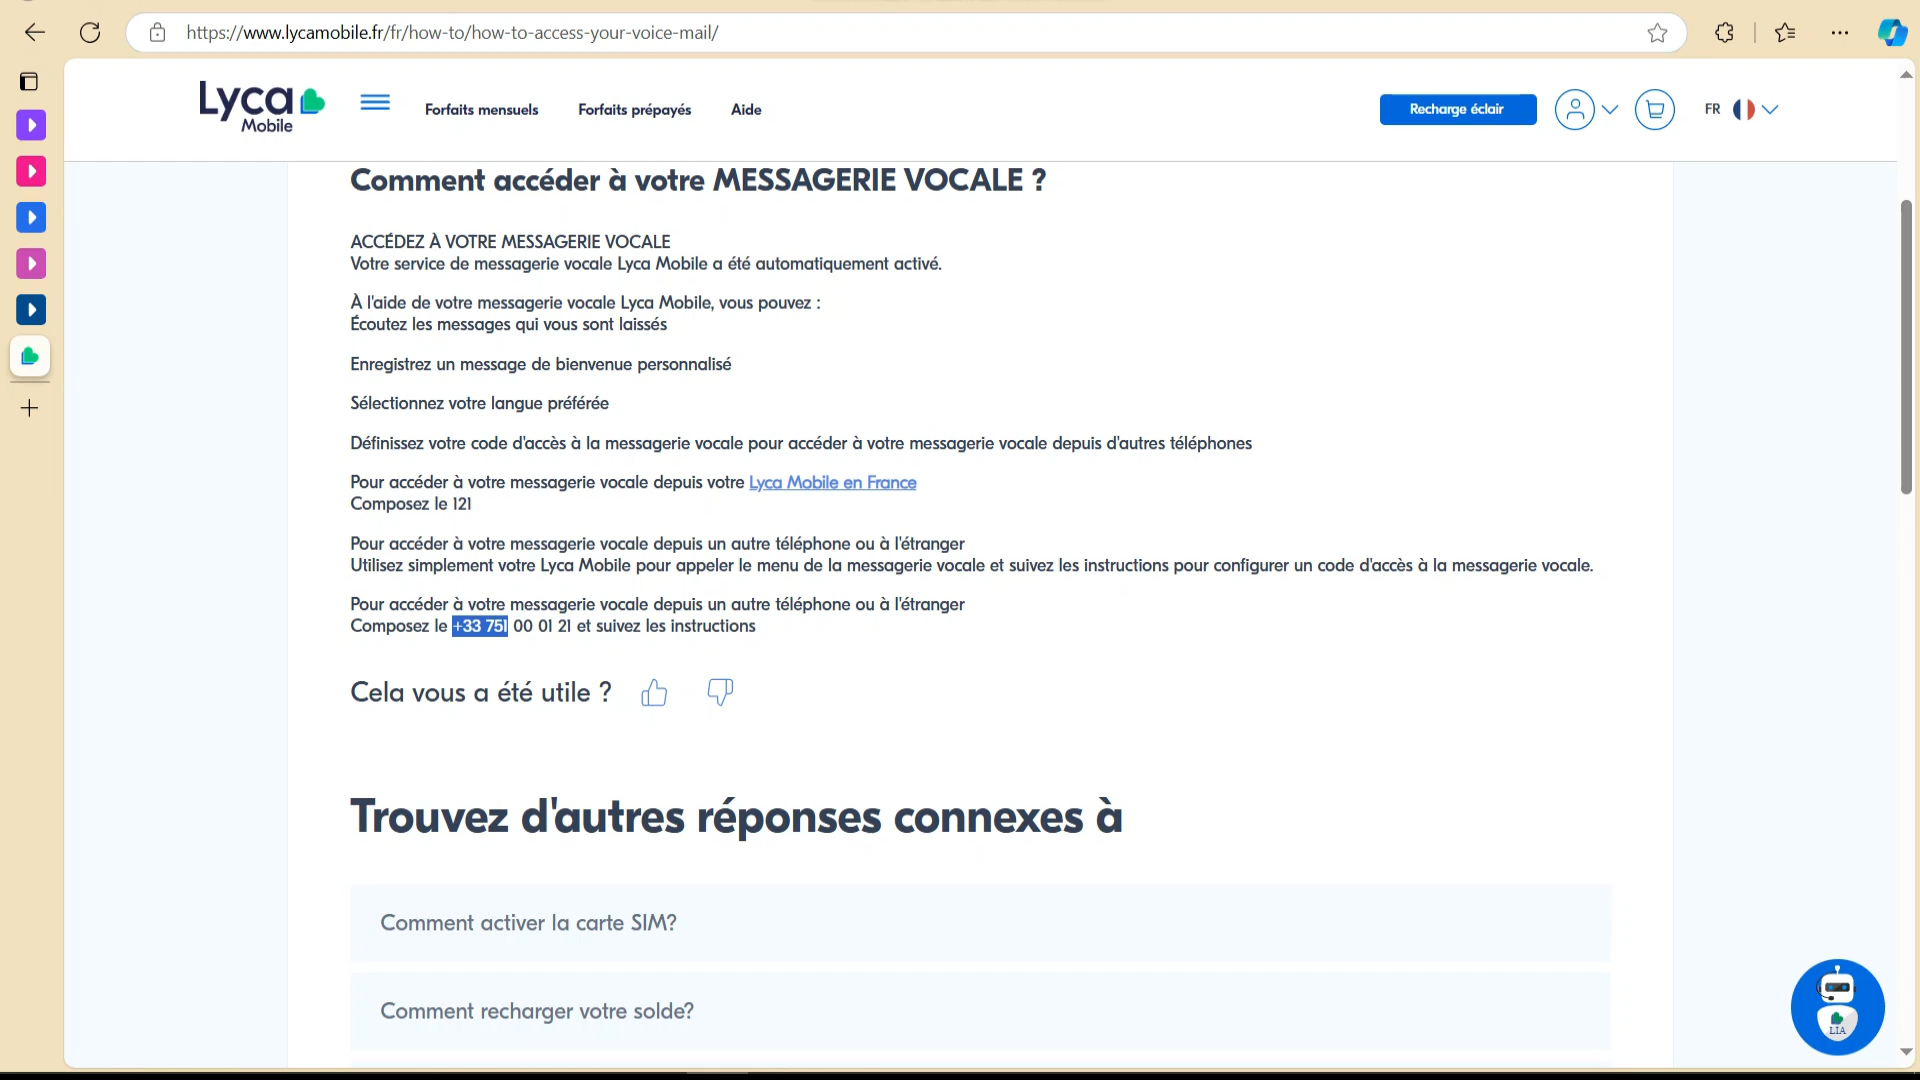 https://www.lycamobile.fr/fr/how-to/how-to-access-your-voice-mail/
Lyca
Mobile
Forfaits mensuels
Forfaits prépayés
Aide
Recharge éclair
FR
Comment accéder à votre MESSAGERIE VOCALE ?
ACCÉDEZ À VOTRE MESSAGERIE VOCALE
Votre service de messagerie vocale Lyca Mobile a été automatiquement activé.
À l'aide de votre messagerie vocale Lyca Mobile, vous pouvez :
Écoutez les messages qui vous sont laissés
Enregistrez un message de bienvenue personnalisé
Sélectionnez votre langue préférée
Définissez votre code d'accès à la messagerie vocale pour accéder à votre messagerie vocale depuis d'autres téléphones
Pour accéder à votre messagerie vocale depuis votre Lyca Mobile en France
Composez le 121
Pour accéder à votre messagerie vocale depuis un autre téléphone ou à l'étranger
Utilisez simplement votre Lyca Mobile pour appeler le menu de la messagerie vocale et suivez les instructions pour configurer un code d'accès à la messagerie vocale.
Pour accéder à votre messagerie vocale depuis un autre téléphone ou à l'étranger
Composez le +33 751 00 01 21 et suivez les instructions
Cela vous a été utile ?
Trouvez d'autres réponses connexes à
Comment activer la carte SIM?
Comment recharger votre solde?
LIA